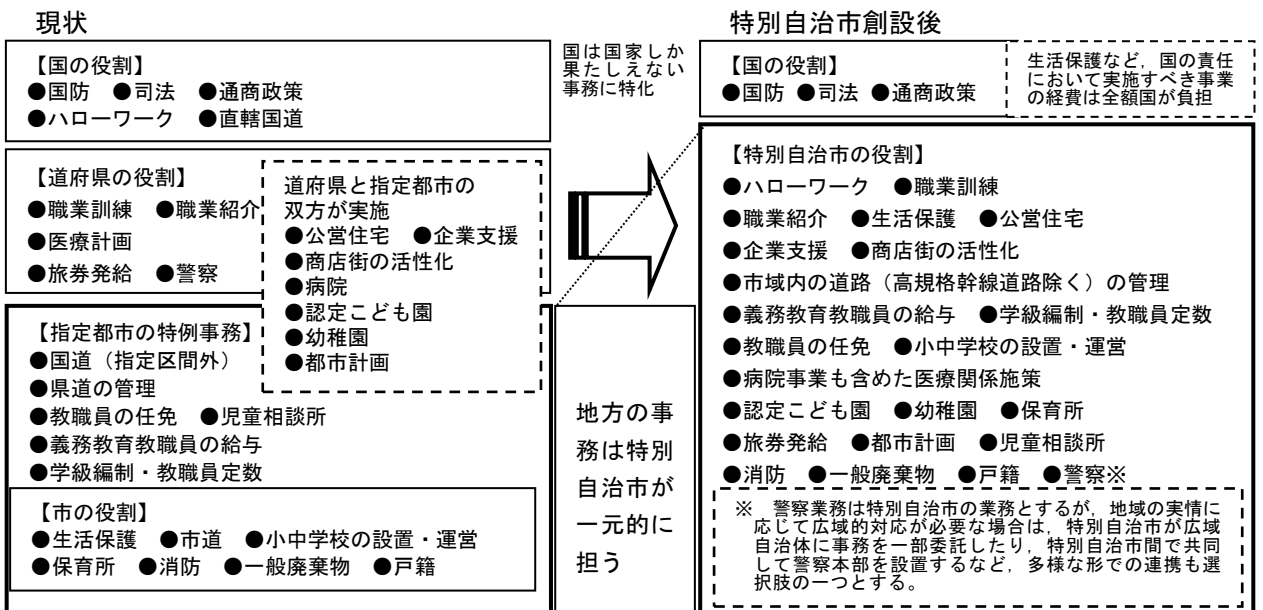 現状
【国の役割】
●国防 ●司法 ●通商政策
●ハローワーク ●直轄国道
【道府県の役割】
●職業訓練 ●職業紹介
●医療計画
●旅券発給 ●警察
道府県と指定都市の
双方が実施
●公営住宅 ●企業支援
●商店街の活性化
●病院
●認定こども園
●幼稚園
●都市計画
【指定都市の特例事務】
●国道（指定区間外）
●県道の管理
●教職員の任免 ●児童相談所
●義務教育教職員の給与
●学級編制・教職員定数
【市の役割】
●生活保護 ●市道 ●小中学校の設置・運営
●保育所 ●消防 ●一般廃棄物 ●戸籍
国は国家しか
果たしえない
事務に特化
地方の事
務は特別
自治市が
一元的に
担う
特別自治市創設後
【国の役割】
●国防 ●司法 ●通商政策
生活保護など，国の責任
において実施すべき事業
の経費は全額国が負担
【特別自治市の役割】
●ハローワーク ●職業訓練
●職業紹介 ●生活保護 ●公営住宅
●企業支援 ●商店街の活性化
●市域内の道路（高規格幹線道路除く）の管理
●義務教育教職員の給与 ●学級編制・教職員定数
●教職員の任免 ●小中学校の設置・運営
●病院事業も含めた医療関係施策
●認定こども園 ●幼稚園 ●保育所
●旅券発給 ●都市計画 ●児童相談所
●消防 ●一般廃棄物 ●戸籍 ●警察※
※ 警察業務は特別自治市の業務とするが，地域の実情に
応じて広域的対応が必要な場合は，特別自治市が広域
自治体に事務を一部委託したり，特別自治市間で共同
して警察本部を設置するなど，多様な形での連携も選
択肢の一つとする。